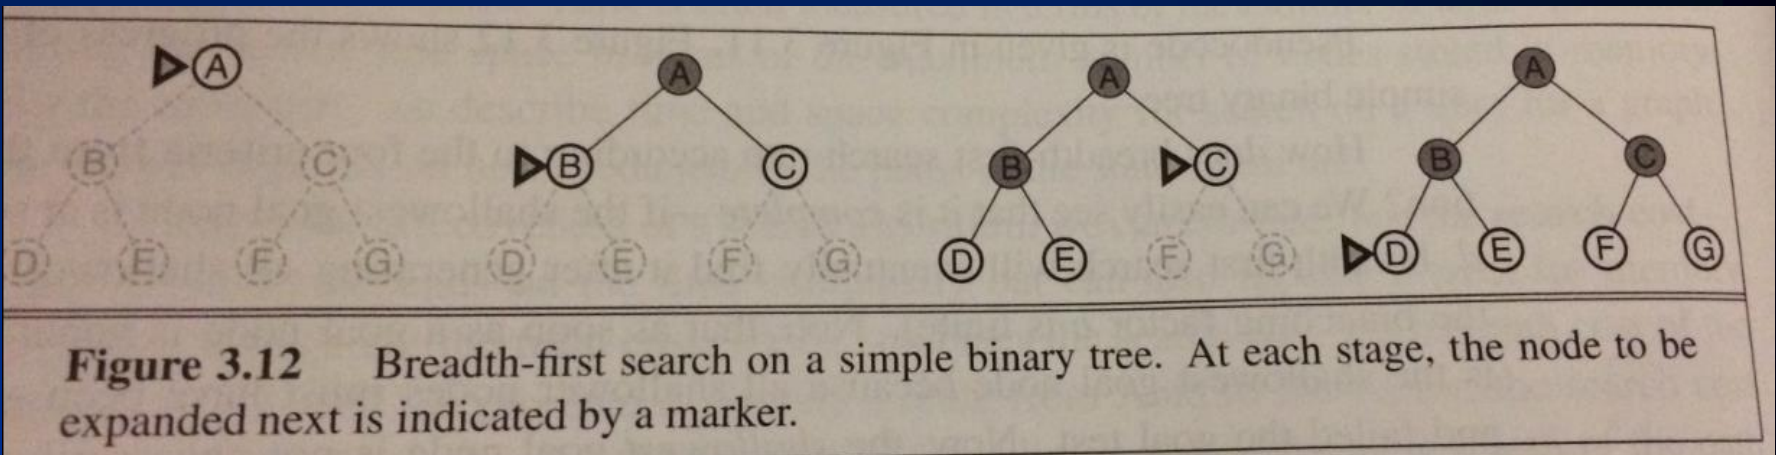 A A A A
B C B C B C B C
D E F G D E F G D E F G D E F G
Figure 3.12 Breadth-first search on a simple binary tree. At each stage, the node to be
expanded next is indicated by a marker.